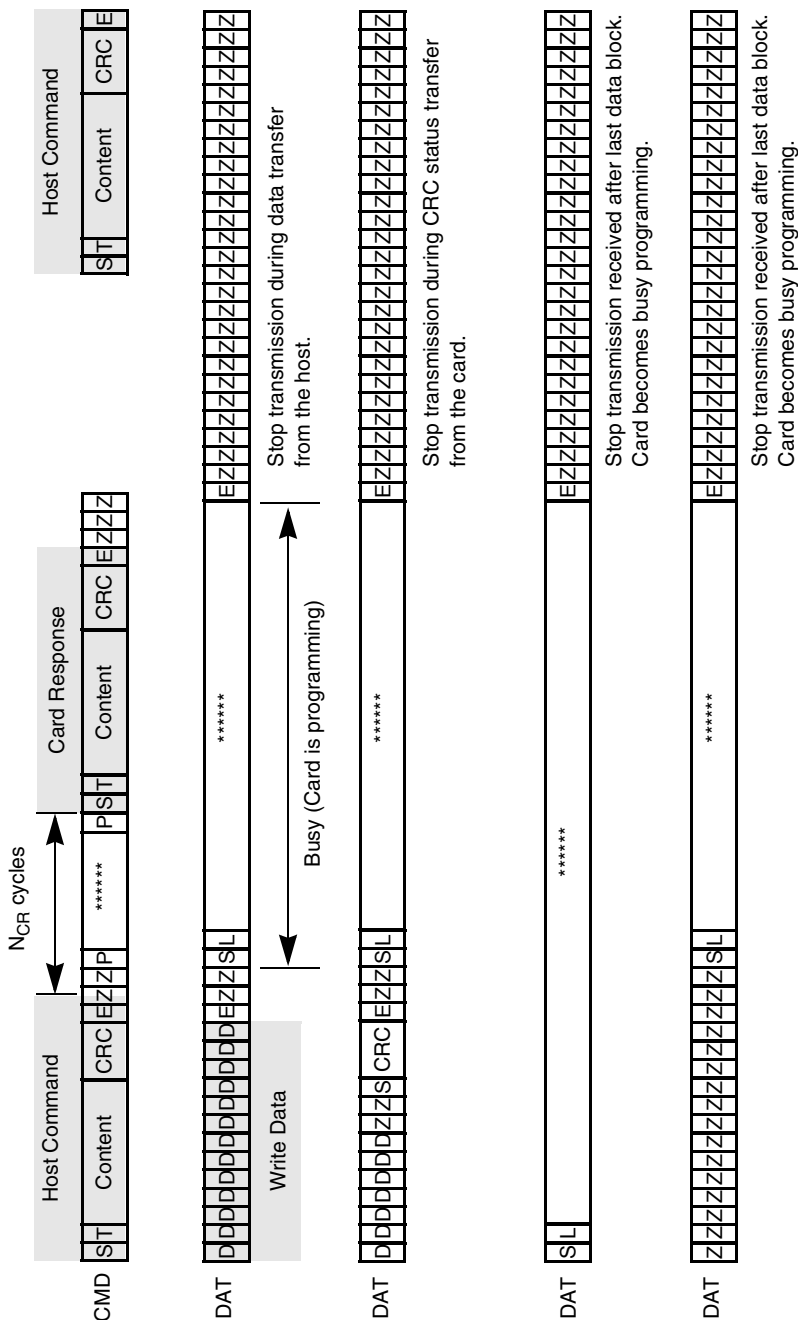 Host Command N_CR cycles Card Response Host Command
CMD S T Content CRC E Z Z P ****** P S T Content CRC E Z Z Z S T Content CRC E
DAT D D D D D D D D D D D D D E Z Z S L ****** E Z Z Z Z Z Z Z Z Z Z Z Z Z Z Z Z Z Z Z Z Z Z Z Z Z Z
Write Data
Busy (Card is programming)
Stop transmission during data transfer
from the host.
DAT D D D D D D D Z Z S CRC E Z Z S L ****** E Z Z Z Z Z Z Z Z Z Z Z Z Z Z Z Z Z Z Z Z Z Z Z Z Z Z
Stop transmission during CRC status transfer
from the card.
DAT S L ****** E Z Z Z Z Z Z Z Z Z Z Z Z Z Z Z Z Z Z Z Z Z Z Z Z Z Z
Stop transmission received after last data block.
Card becomes busy programming.
DAT Z Z Z Z Z Z Z Z Z Z Z Z Z Z Z Z S L ****** E Z Z Z Z Z Z Z Z Z Z Z Z Z Z Z Z Z Z Z Z Z Z Z Z Z Z
Stop transmission received after last data block.
Card becomes busy programming.